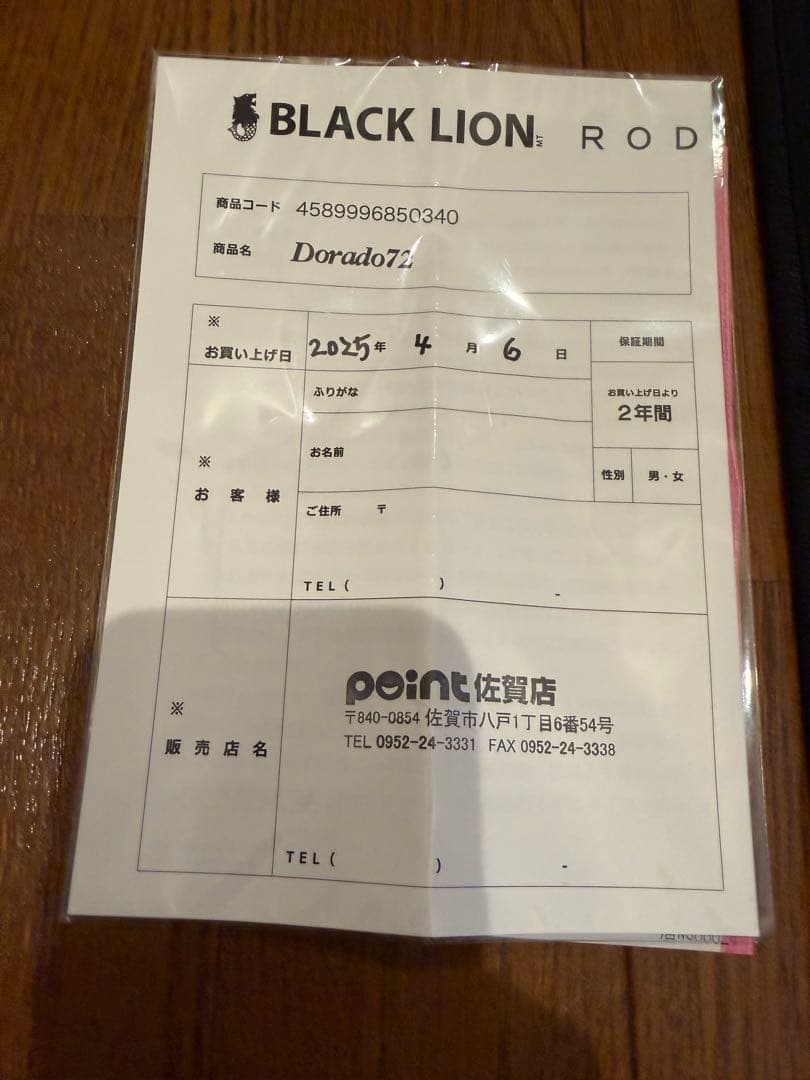 BLACK LION MT ROD
商品コード 4589996850340
商品名 Dorado72
※
お買い上げ日 2025年 4 月 6 日
保証期間
お買い上げ日より
2年間
ふりがな
お名前
性別 男・女
※
お客様
ご住所 〒
TEL( ) -
※
販売店名
point佐賀店
〒840-0854 佐賀市八戸1丁目6番54号
TEL 0952-24-3331 FAX 0952-24-3338
TEL( ) -